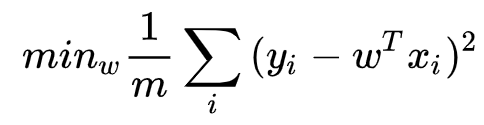 $min_w \frac{1}{m} \sum_i (y_i - w^T x_i)^2$